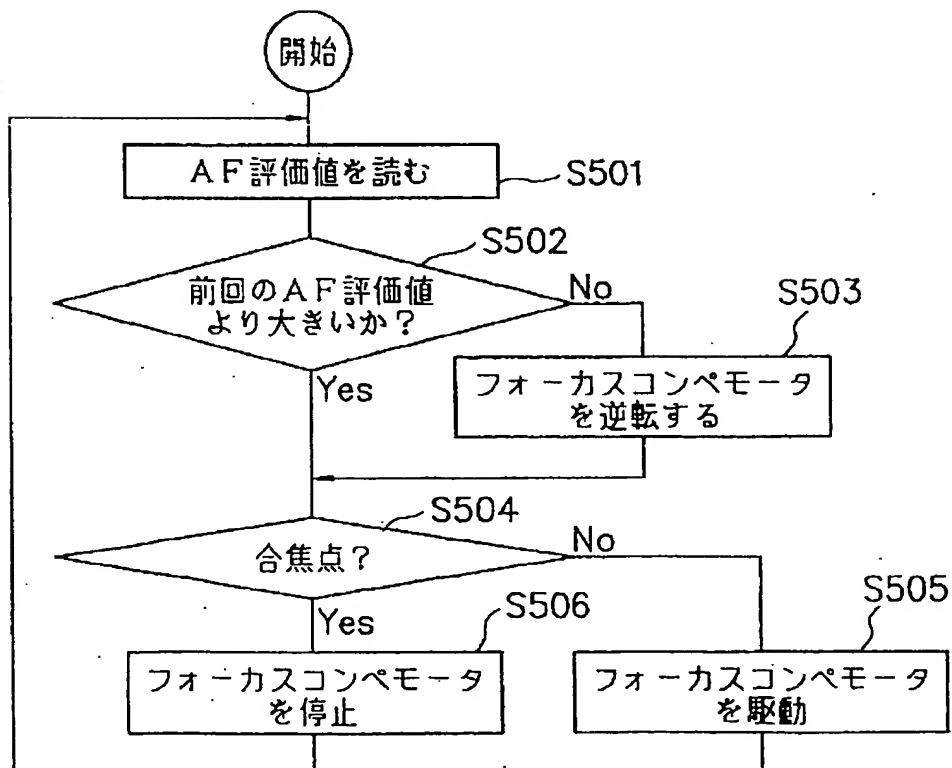 開始
AF評価値を読む
S501
S502
前回のAF評価値
より大きいか？
No
S503
Yes
フォーカスコンペモータ
を逆転する
S504
合焦点？
No
S505
S506
Yes
フォーカスコンペモータ
を停止
フォーカスコンペモータ
を駆動